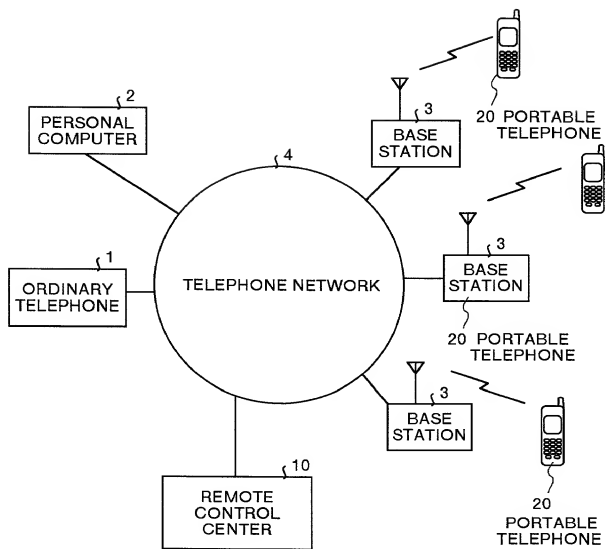 2
PERSONAL
COMPUTER
3
BASE
STATION
20 PORTABLE
TELEPHONE
4
1
ORDINARY
TELEPHONE
TELEPHONE NETWORK
3
BASE
STATION
20 PORTABLE
TELEPHONE
3
BASE
STATION
10
REMOTE
CONTROL
CENTER
20
PORTABLE
TELEPHONE